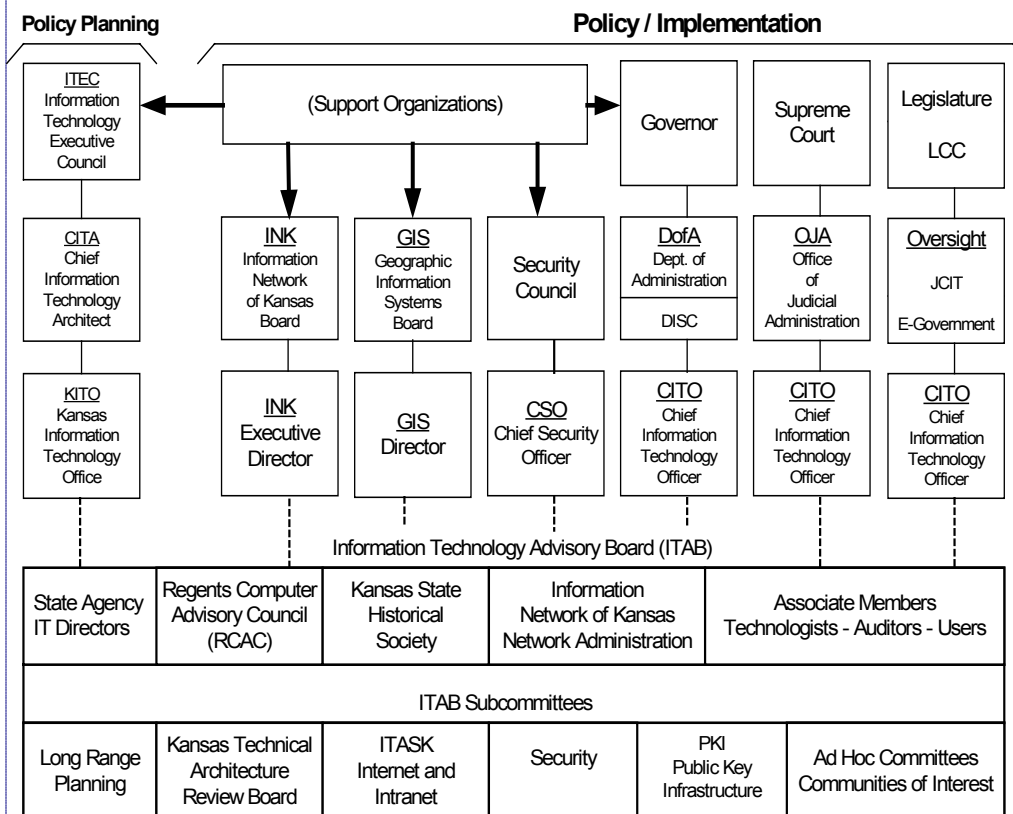 Policy Planning
Policy / Implementation
ITEC
Information
Technology
Executive
Council
(Support Organizations)
Governor
Supreme
Court
Legislature
LCC
CITA
Chief
Information
Technology
Architect
INK
Information
Network
of Kansas
Board
GIS
Geographic
Information
Systems
Board
Security
Council
DofA
Dept. of
Administration
DISC
OJA
Office
of
Judicial
Administration
Oversight
JCIT
E-Government
KITO
Kansas
Information
Technology
Office
INK
Executive
Director
GIS
Director
CSO
Chief Security
Officer
CITO
Chief
Information
Technology
Officer
CITO
Chief
Information
Technology
Officer
CITO
Chief
Information
Technology
Officer
Information Technology Advisory Board (ITAB)
State Agency
IT Directors
Regents Computer
Advisory Council
(RCAC)
Kansas State
Historical
Society
Information
Network of Kansas
Network Administration
Associate Members
Technologists - Auditors - Users
ITAB Subcommittees
Long Range
Planning
Kansas Technical
Architecture
Review Board
ITASK
Internet and
Intranet
Security
PKI
Public Key
Infrastructure
Ad Hoc Committees
Communities of Interest